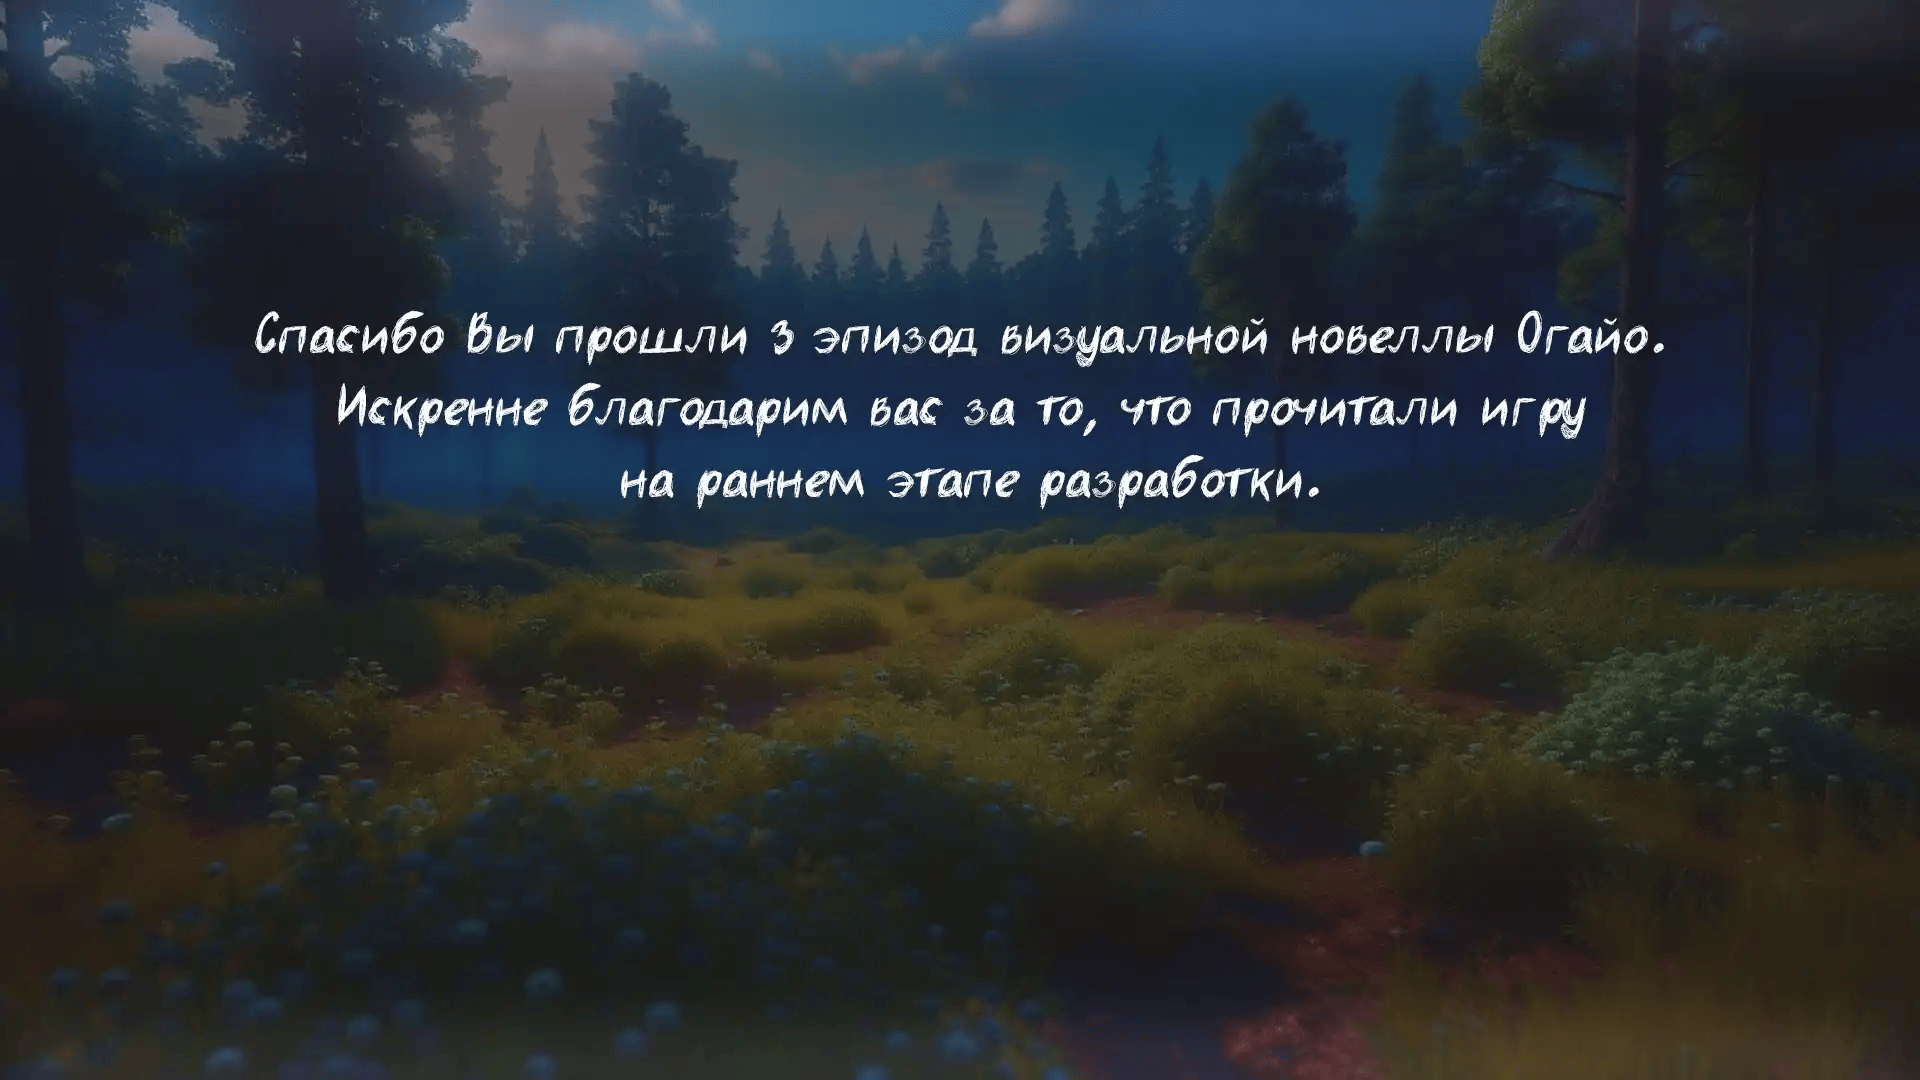 Спасибо Вы прошли 3 эпизод визуальной новеллы Огайо.
Искренне благодарим вас за то, что прочитали игру
на раннем этапе разработки.